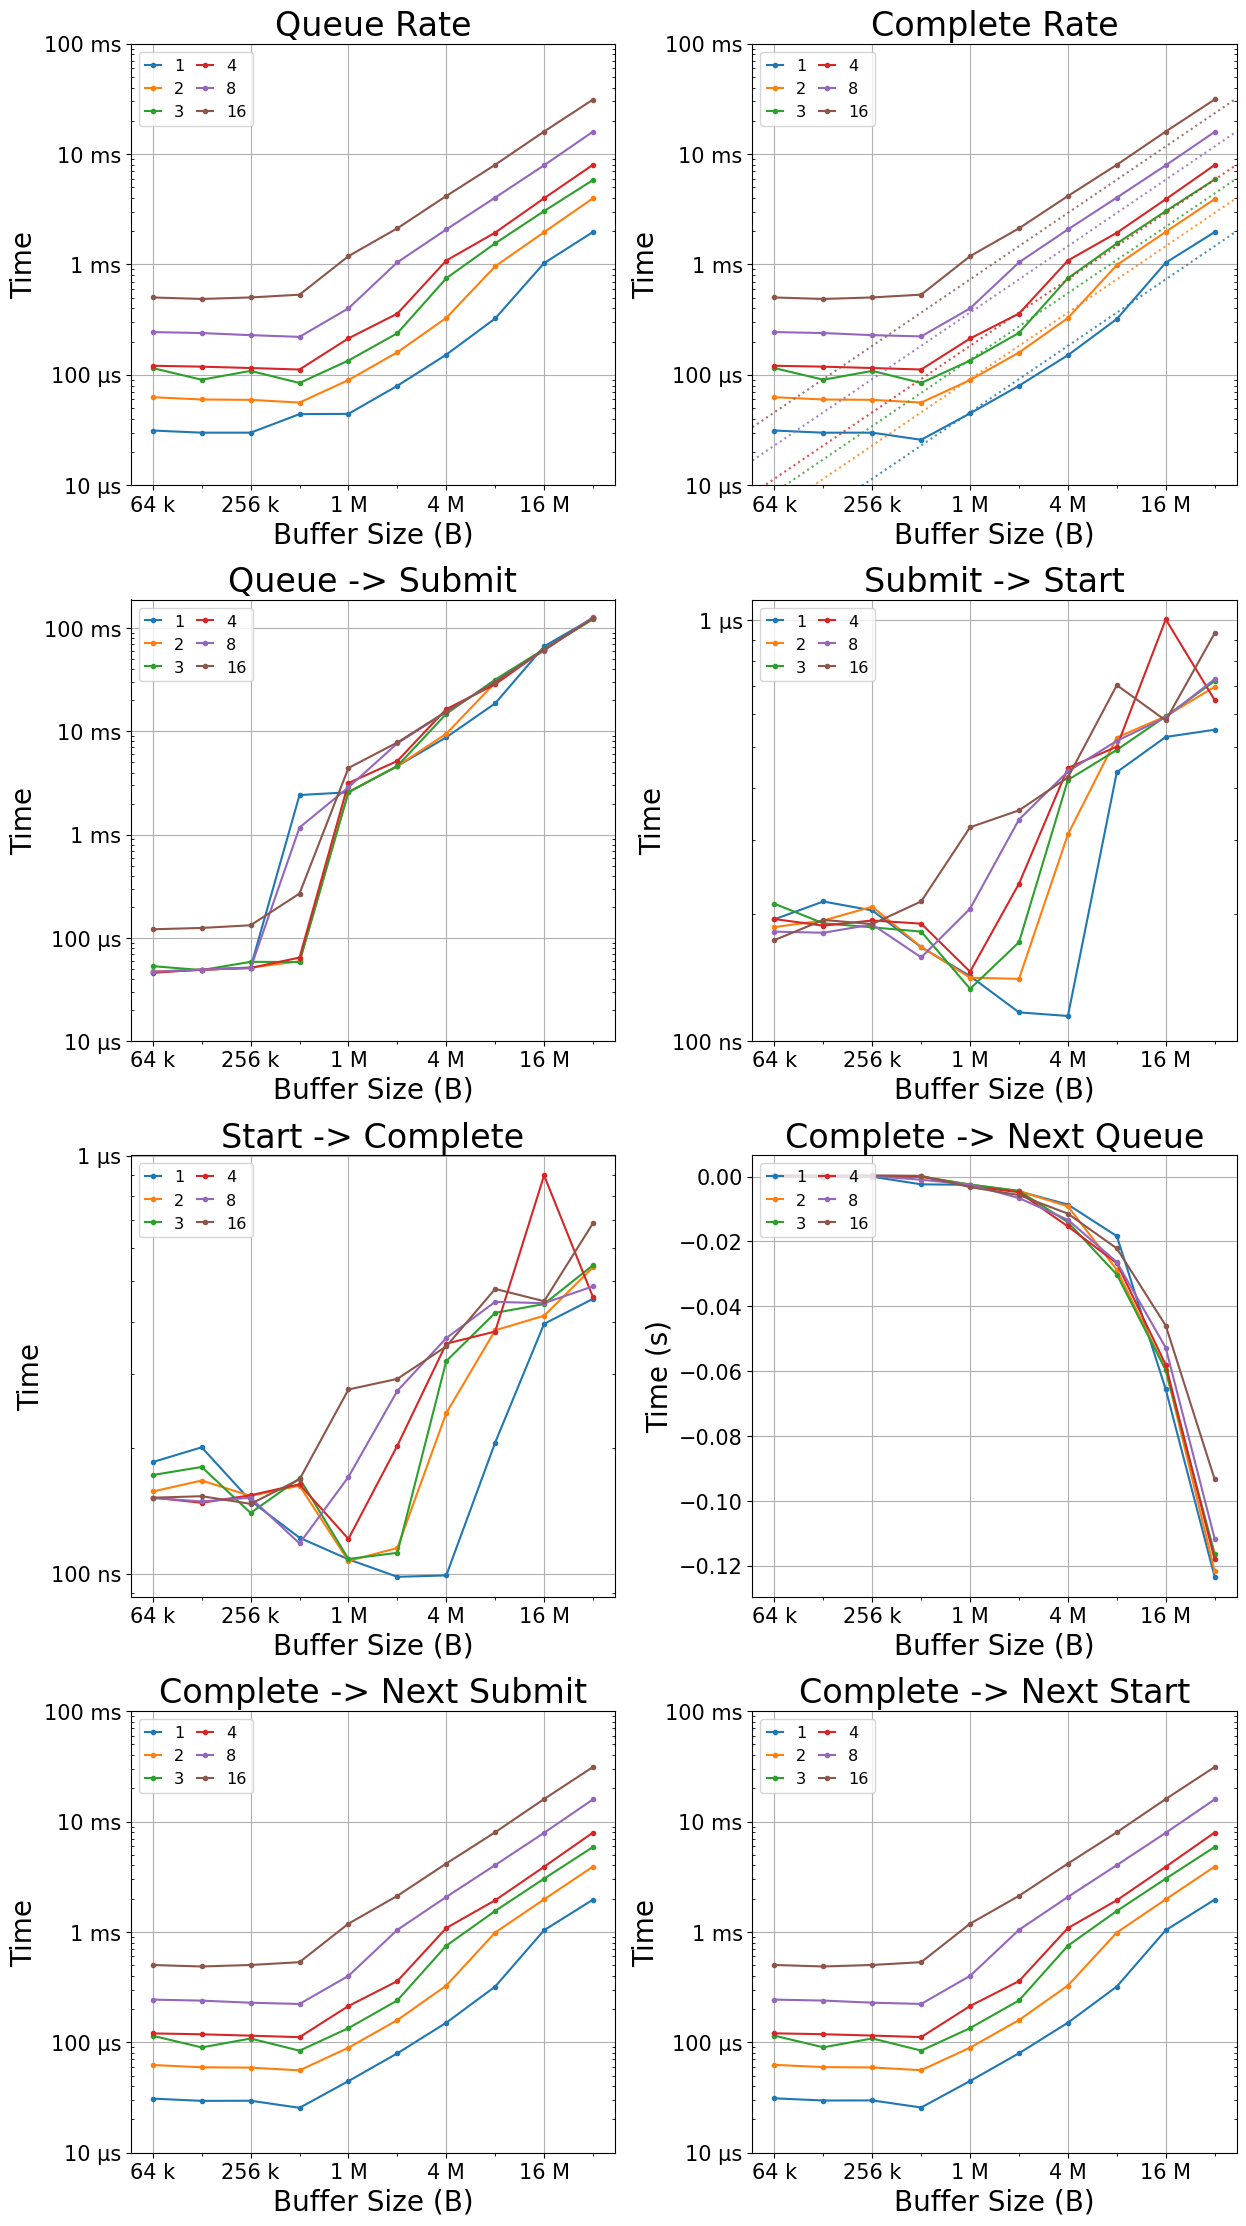 Queue Rate
100 ms
10 ms
1 ms
100 µs
10 µs
Time
1 4
2 8
3 16
64 k 256 k 1 M 4 M 16 M
Buffer Size (B)
Complete Rate
100 ms
10 ms
1 ms
100 µs
10 µs
Time
1 4
2 8
3 16
64 k 256 k 1 M 4 M 16 M
Buffer Size (B)
Queue -> Submit
100 ms
10 ms
1 ms
100 µs
10 µs
Time
1 4
2 8
3 16
64 k 256 k 1 M 4 M 16 M
Buffer Size (B)
Submit -> Start
1 µs
100 ns
Time
1 4
2 8
3 16
64 k 256 k 1 M 4 M 16 M
Buffer Size (B)
Start -> Complete
1 µs
100 ns
Time
1 4
2 8
3 16
64 k 256 k 1 M 4 M 16 M
Buffer Size (B)
Complete -> Next Queue
0.00
−0.02
−0.04
−0.06
−0.08
−0.10
−0.12
Time (s)
1 4
2 8
3 16
64 k 256 k 1 M 4 M 16 M
Buffer Size (B)
Complete -> Next Submit
100 ms
10 ms
1 ms
100 µs
10 µs
Time
1 4
2 8
3 16
64 k 256 k 1 M 4 M 16 M
Buffer Size (B)
Complete -> Next Start
100 ms
10 ms
1 ms
100 µs
10 µs
Time
1 4
2 8
3 16
64 k 256 k 1 M 4 M 16 M
Buffer Size (B)